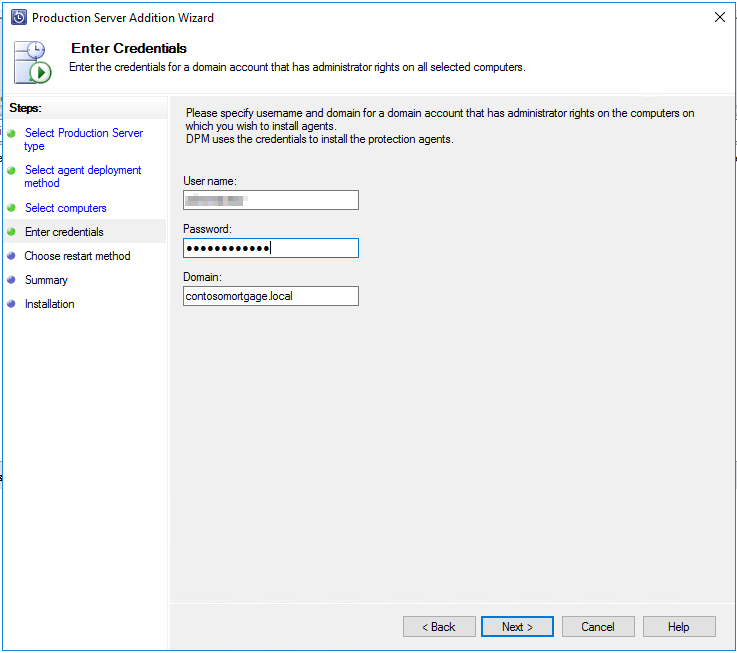 Production Server Addition Wizard
Enter Credentials
Enter the credentials for a domain account that has administrator rights on all selected computers.
Steps:
Select Production Server
type
Select agent deployment
method
Select computers
Enter credentials
Choose restart method
Summary
Installation
Please specify username and domain for a domain account that has administrator rights on the computers on
which you wish to install agents.
DPM uses the credentials to install the protection agents.
User name:
Password:
●●●●●●●●●●●●
Domain:
contosomortgage.local
< Back
Next >
Cancel
Help